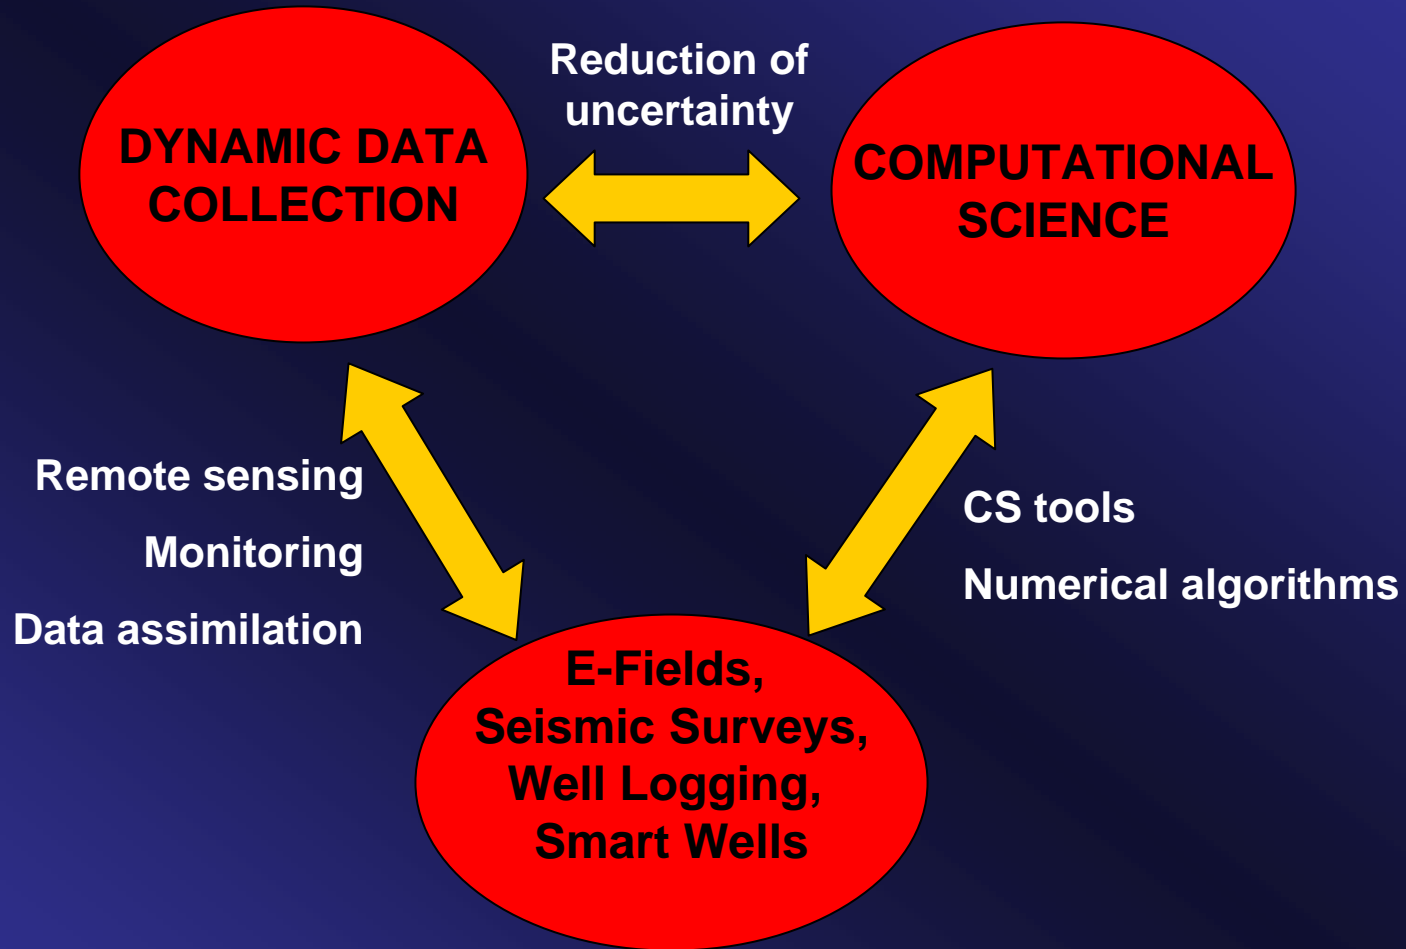 Reduction of
uncertainty
DYNAMIC DATA
COLLECTION
COMPUTATIONAL
SCIENCE
Remote sensing
Monitoring
Data assimilation
CS tools
Numerical algorithms
E-Fields,
Seismic Surveys,
Well Logging,
Smart Wells